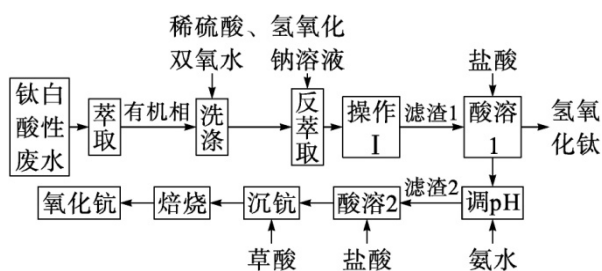 稀硫酸、
双氧水
氢氧化
钠溶液
盐酸
钛白
酸性
废水
萃
取
有机相
洗
涤
反
萃
取
操作
Ⅰ
滤渣1
酸溶
1
氢氧
化钛
氧化钪
焙烧
沉钪
酸溶2
滤渣2
调pH
草酸
盐酸
氨水